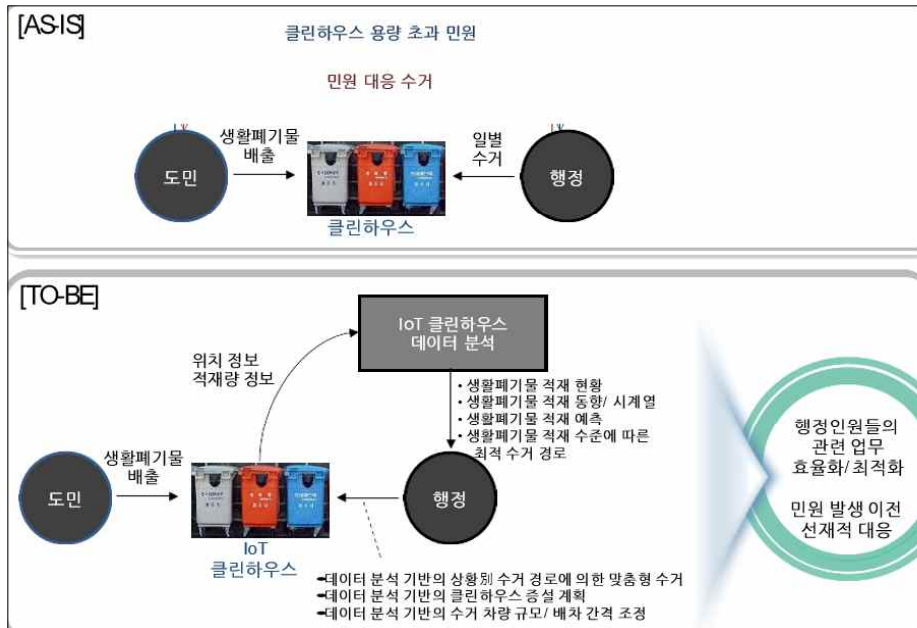 [AS-IS]
클린하우스 용량 초과 민원
민원 대응 수거
도민
생활폐기물
배출
클린하우스
일별
수거
행정
[TO-BE]
IoT 클린하우스
데이터 분석
위치 정보
적재량 정보
• 생활폐기물 적재 현황
• 생활폐기물 적재 동향/ 시계열
• 생활폐기물 적재 예측
• 생활폐기물 적재 수준에 따른
최적 수거 경로
도민
생활폐기물
배출
IoT
클린하우스
행정
데이터 분석 기반의 상황별 수거 경로에 의한 맞춤형 수거
데이터 분석 기반의 클린하우스 증설 계획
데이터 분석 기반의 수거 차량 규모/ 배차 간격 조정
행정인원들의
관련 업무
효율화/최적화
민원 발생 이전
선재적 대응